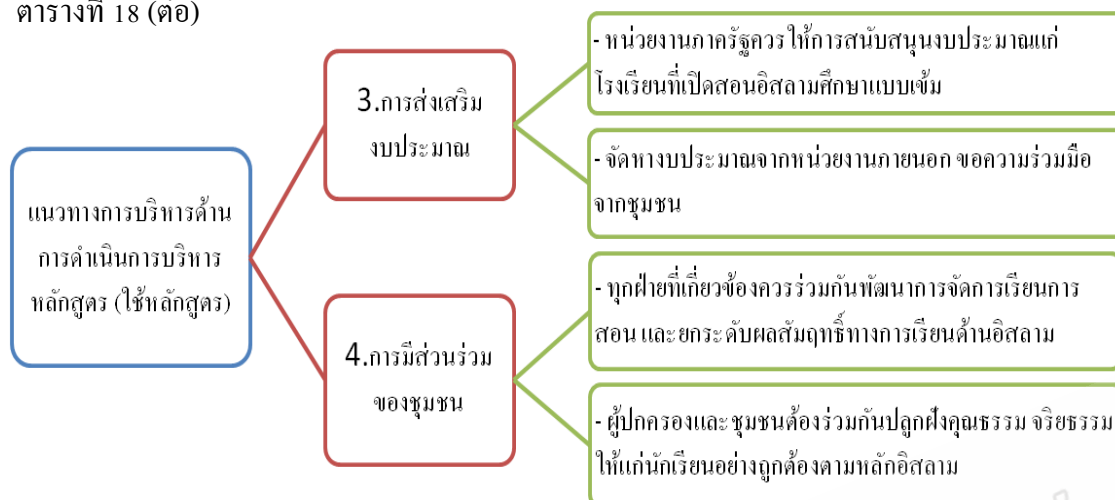 ตารางที่ 18 (ต่อ)
แนวทางการบริหารด้าน
การดำเนินการบริหาร
หลักสูตร (ใช้หลักสูตร)
3.การส่งเสริม
งบประมาณ
- หน่วยงานภาครัฐควรให้การสนับสนุนงบประมาณแก่
โรงเรียนที่เปิดสอนอิสลามศึกษาแบบเข้ม
- จัดหางบประมาณจากหน่วยงานภายนอก ขอความร่วมมือ
จากชุมชน
4.การมีส่วนร่วม
ของชุมชน
- ทุกฝ่ายที่เกี่ยวข้องควรร่วมกันพัฒนาการจัดการเรียนการ
สอน และยกระดับผลสัมฤทธิ์ทางการเรียนด้านอิสลาม
- ผู้ปกครองและชุมชนต้องร่วมกันปลูกฝังคุณธรรม จริยธรรม
ให้แก่นักเรียนอย่างถูกต้องตามหลักอิสลาม